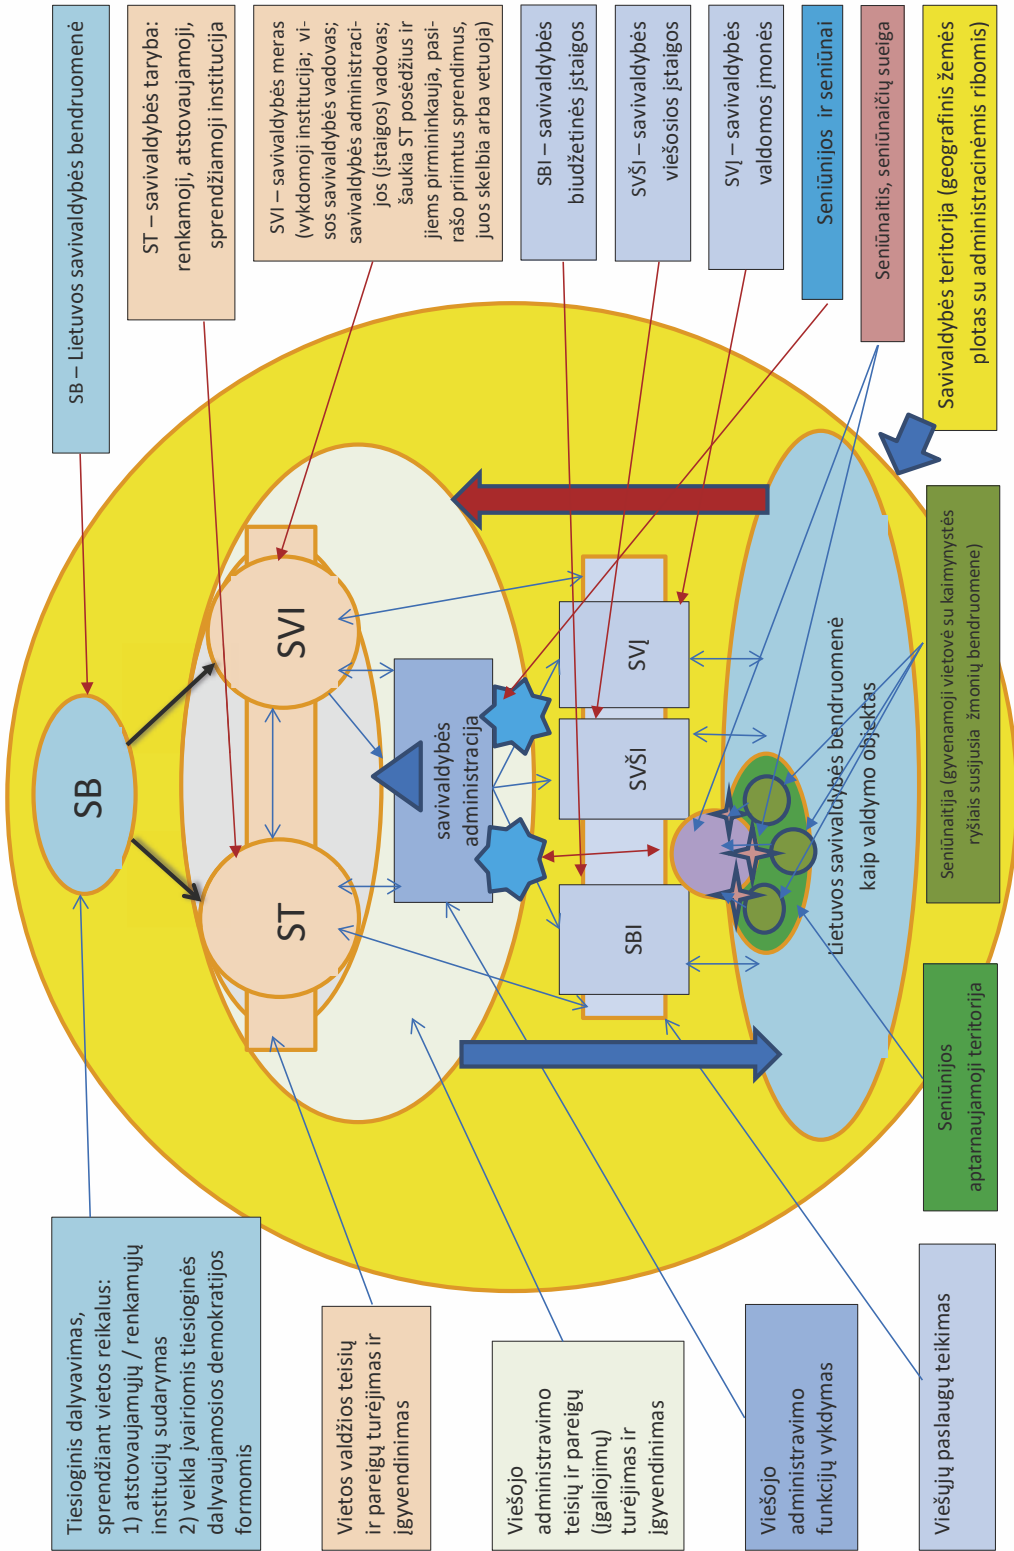 Tiesioginis dalyvavimas,
sprendžiant vietos reikalus:
1) atstovaujamųjų / renkamųjų
institucijų sudarymas
2) veikla įvairiomis tiesioginės
dalyvaujamosios demokratijos
formomis
Vietos valdžios teisių
ir pareigų turėjimas ir
įgyvendinimas
Viešojo
administravimo
teisių ir pareigų
(įgaliojimų)
turėjimas ir
įgyvendinimas
Viešojo
administravimo
funkcijų vykdymas
Viešųjų paslaugų teikimas
SB
ST
SVI
savivaldybės
administracija
SBI
SVŠI
SVĮ
Lietuvos savivaldybės bendruomenė
kaip valdymo objektas
SB – Lietuvos savivaldybės bendruomenė
ST – savivaldybės taryba:
renkamoji, atstovaujamoji,
sprendžiamoji institucija
SVI – savivaldybės meras
(vykdomoji institucija; vi-
sos savivaldybės vadovas;
savivaldybės administraci-
jos (įstaigos) vadovas;
šaukia ST posėdžius ir
jiems pirmininkauja, pasi-
rašo priimtus sprendimus,
juos skelbia arba vetuoja)
SBI – savivaldybės
biudžetinės įstaigos
SVŠI – savivaldybės
viešosios įstaigos
SVĮ – savivaldybės
valdomos įmonės
Seniūnijos ir seniūnai
Seniūnaitis, seniūnaičių sueiga
Savivaldybės teritorija (geografinis žemės
plotas su administracinėmis ribomis)
Seniūnijos
aptarnaujamoji teritorija
Seniūnaitija (gyvenamoji vietovė su kaimynystės
ryšiais susijusia žmonių bendruomene)